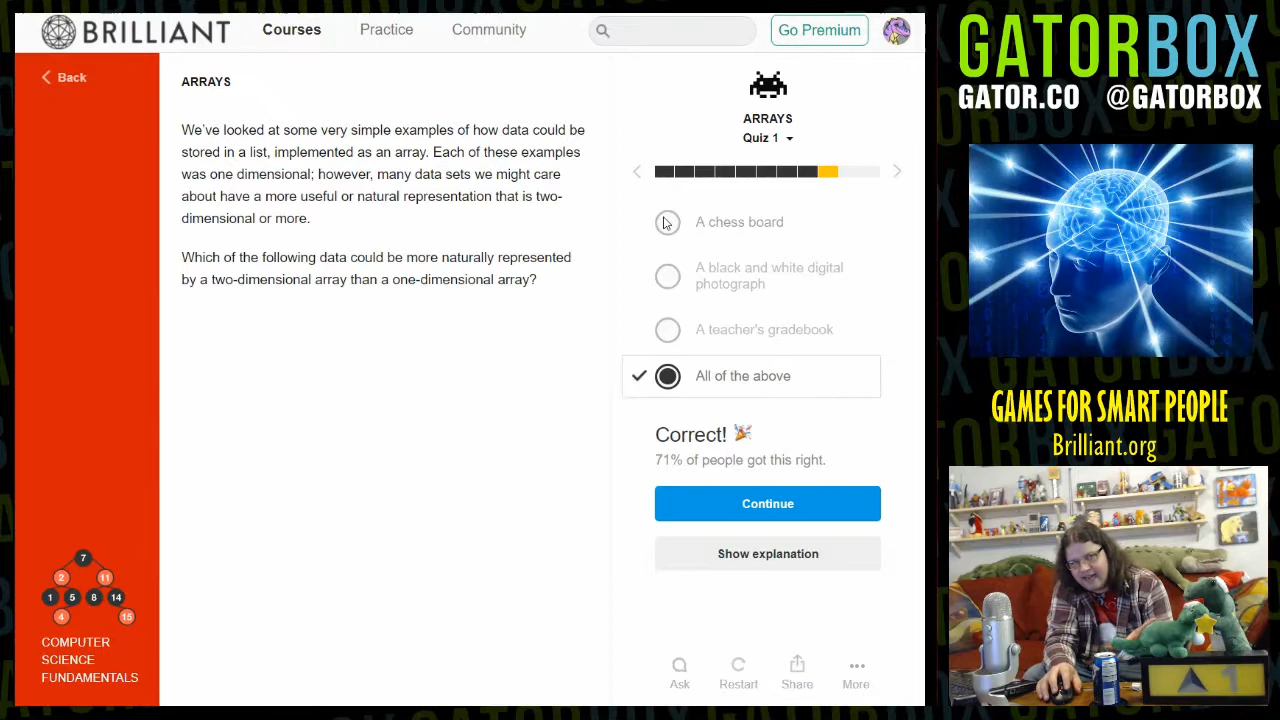 BRILLIANT
Courses
Practice
Community
Go Premium
Back
ARRAYS
We've looked at some very simple examples of how data could be
stored in a list, implemented as an array. Each of these examples
was one dimensional; however, many data sets we might care
about have a more useful or natural representation that is two-
dimensional or more.
Which of the following data could be more naturally represented
by a two-dimensional array than a one-dimensional array?
ARRAYS
Quiz 1
A chess board
A black and white digital
photograph
A teacher's gradebook
All of the above
Correct!
71% of people got this right.
Continue
Show explanation
Ask
Restart
Share
More
7
2
11
1
5
8
14
4
15
COMPUTER
SCIENCE
FUNDAMENTALS
GATORBOX
GATOR.CO @GATORBOX
GAMES FOR SMART PEOPLE
Brilliant.org
1